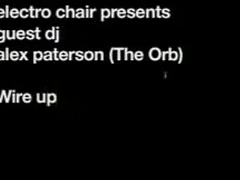 electro chair presents
guest dj
alex paterson (The Orb)
Wire up